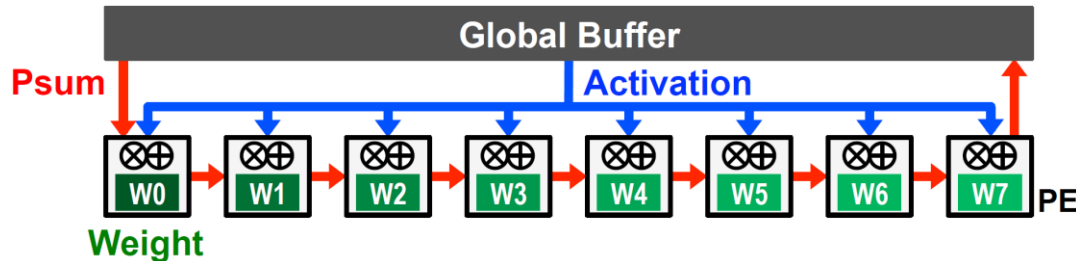 Global Buffer
Psum
Activation
W0 W1 W2 W3 W4 W5 W6 W7
PE
Weight